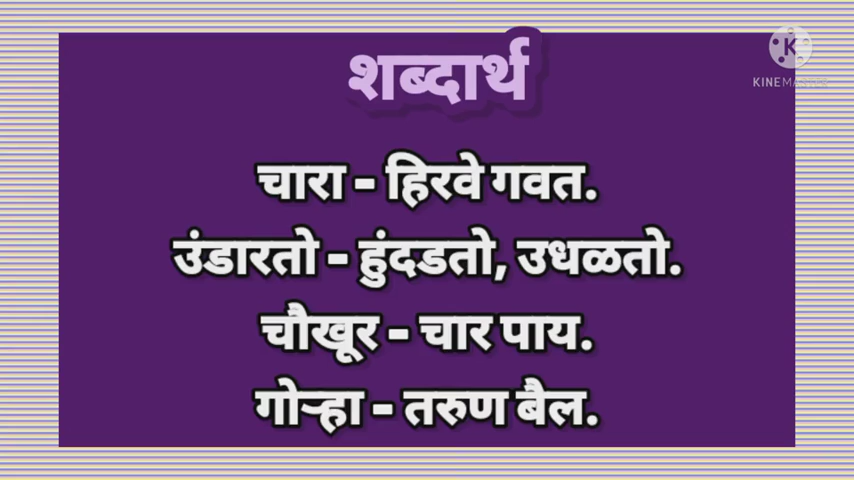 शब्दार्थ
KINEMASTER
चारा - हिरवे गवत.
उंडारतो - हुंदडतो, उधळतो.
चौखूर - चार पाय.
गोऱ्हा - तरुण बैल.